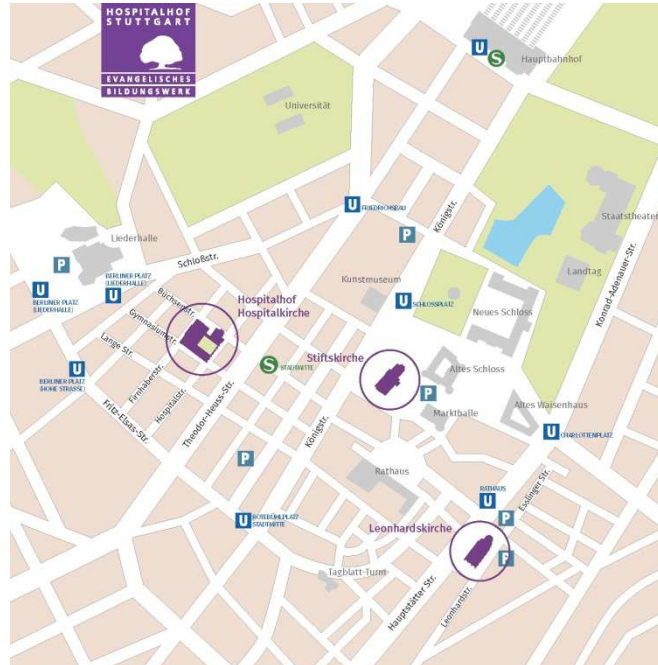 HOSPITALHOF
STUTTGART
EVANGELISCHES
BILDUNGSWERK
U
S
Hauptbahnhof
Universität
U
FRIEDRICHSBAU
P
Königstr.
Staatstheater
Liederhalle
Schloßstr.
P
U
BERLINER PLATZ
(LIEDERHALLE)
BERLINER PLATZ
(LIEDERHALLE)
U
Landtag
Konrad-Adenauer-Str.
Kunstmuseum
U
SCHLOSSPLATZ
Neues Schloss
Büchsenstr.
Gymnasiumstr.
Lange Str.
Hospitalhof
Hospitalkirche
U
BERLINER PLATZ
(HOHE STRASSE)
Firnhaberstr.
Hospitalstr.
Fritz-Elsas-Str.
Theodor-Heuss-Str.
S
STADTMITTE
Stiftskirche
P
Altes Schloss
Markthalle
Altes Waisenhaus
U
CHARLOTTENPLATZ
Königstr.
P
Rathaus
RATHAUS
U
Esslinger Str.
P
U
ROTEBÜHLPLATZ
STADTMITTE
Leonhardskirche
P
Tagblatt-Turm
Hauptstätter Str.
Leonhardstr.